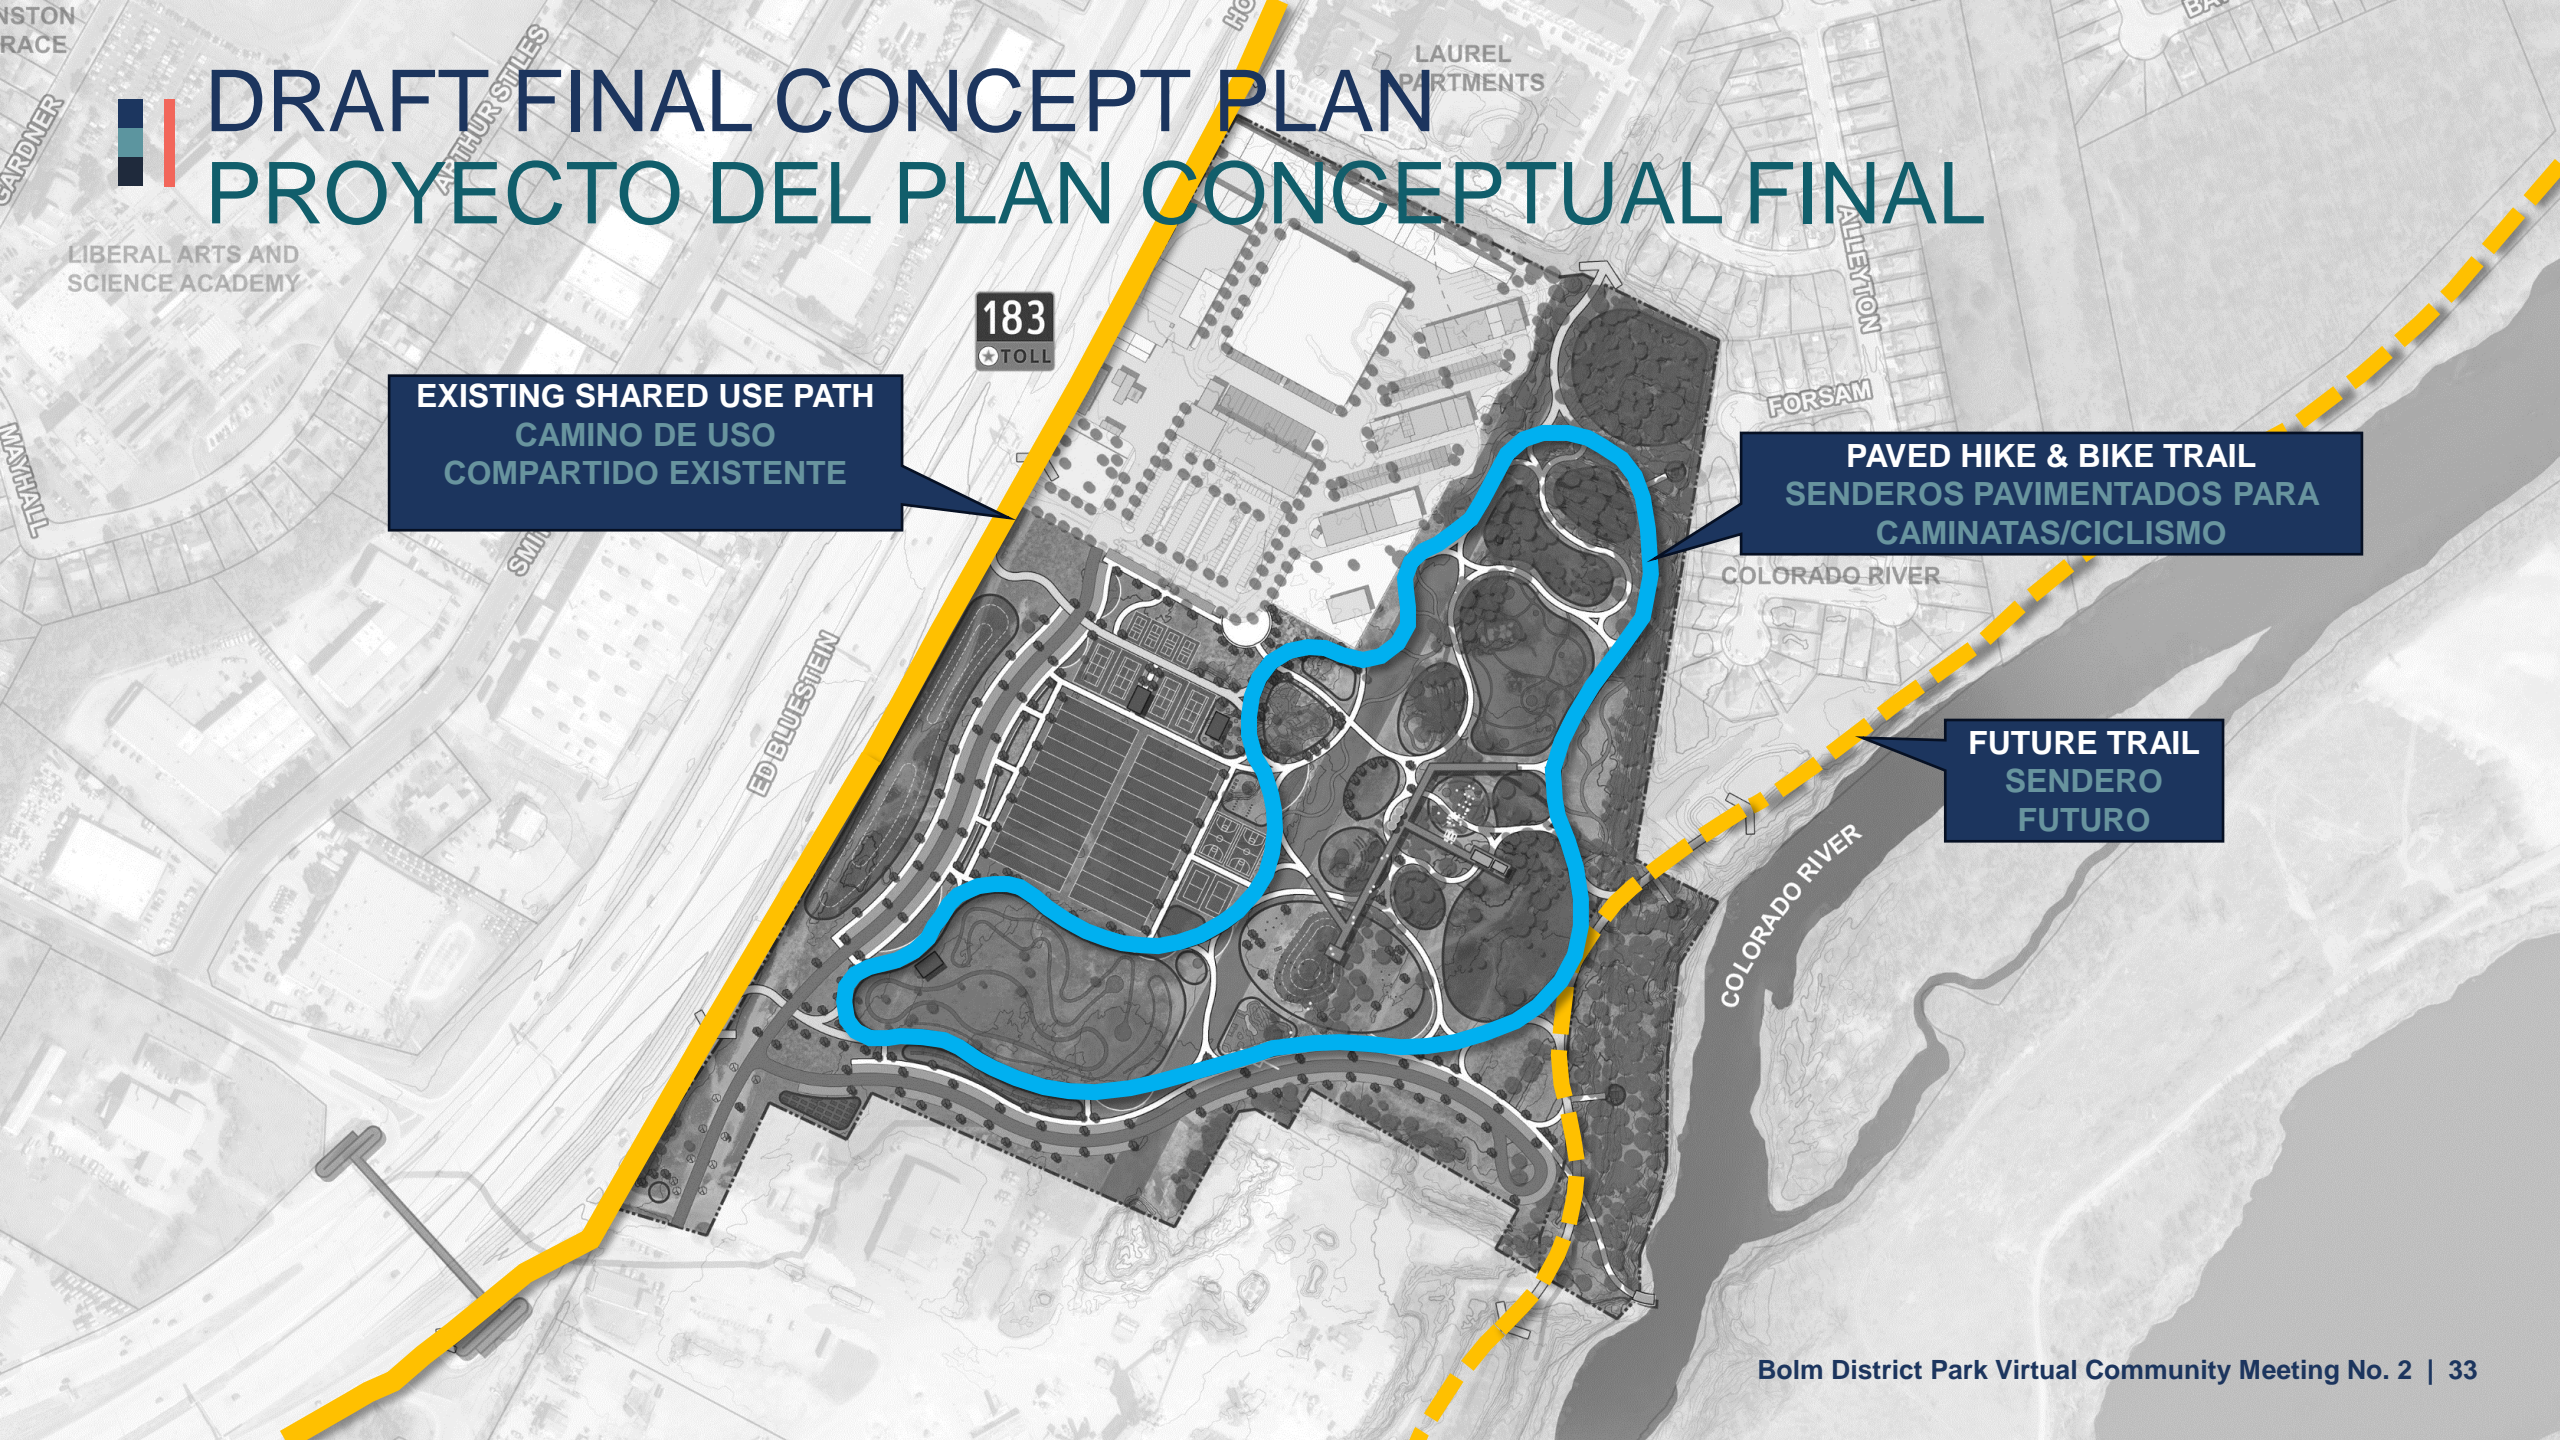 DRAFT FINAL CONCEPT PLAN
PROYECTO DEL PLAN CONCEPTUAL FINAL
LAUREL
GARDNER
ARTHUR STILES
LIBERAL ARTS AND
SCIENCE ACADEMY
183
TOLL
ALLEYTON
FORSAM
EXISTING SHARED USE PATH
CAMINO DE USO
COMPARTIDO EXISTENTE
MAYHALL
PAVED HIKE & BIKE TRAIL
SENDEROS PAVIMENTADOS PARA
CAMINATAS/CICLISMO
COLORADO RIVER
ED BLUESTEIN
FUTURE TRAIL
SENDERO
FUTURO
COLORADO RIVER
Bolm District Park Virtual Community Meeting No. 2 | 33